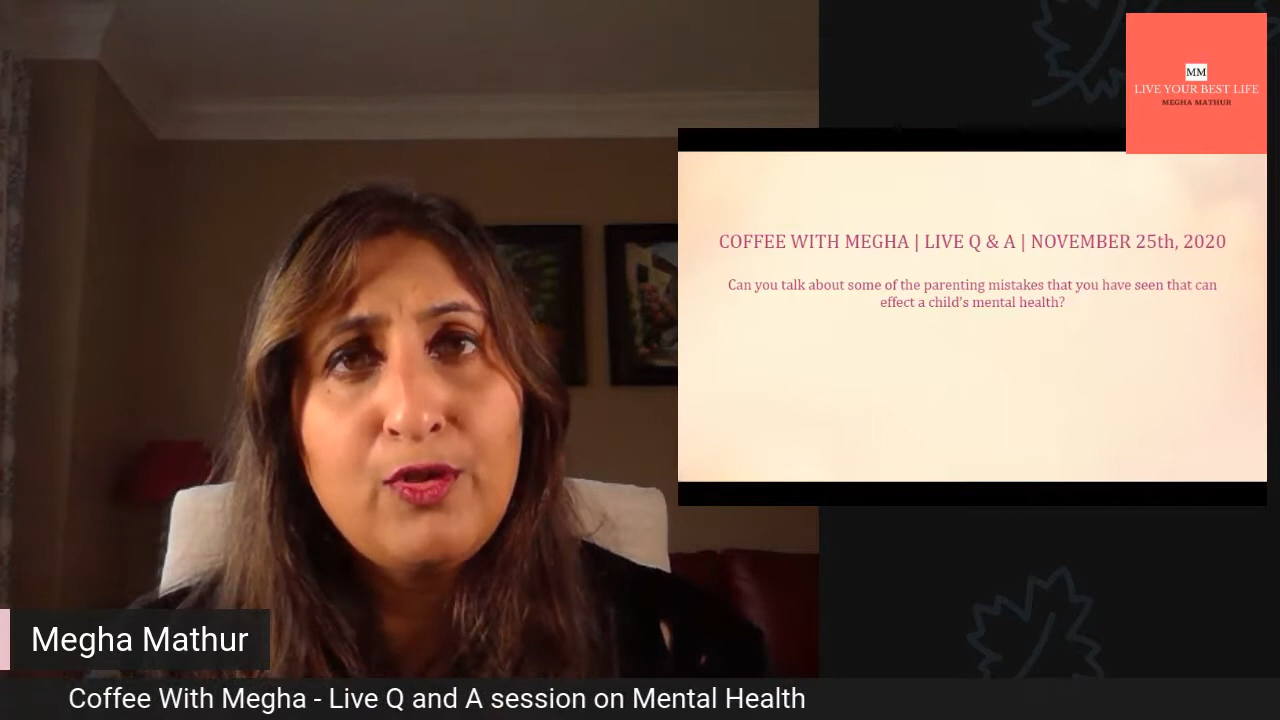 MM
LIVE YOUR BEST LIFE
MEGHA MATHUR
COFFEE WITH MEGHA | LIVE Q & A | NOVEMBER 25th, 2020
Can you talk about some of the parenting mistakes that you have seen that can
effect a child's mental health?
Megha Mathur
Coffee With Megha - Live Q and A session on Mental Health